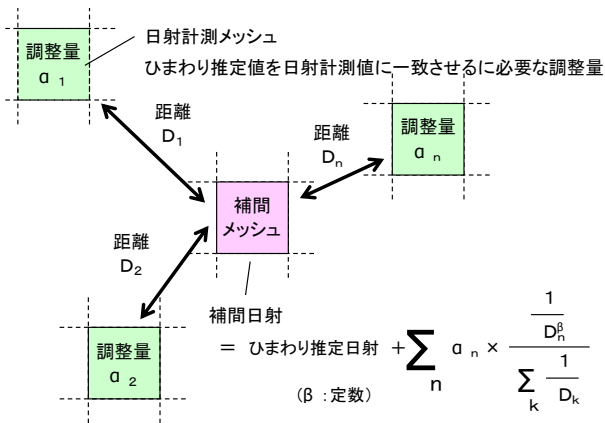 調整量
α 1
日射計測メッシュ
ひまわり推定値を日射計測値に一致させるに必要な調整量
距離
D1
距離
Dn
調整量
α n
補間
メッシュ
距離
D2
補間日射
調整量
α 2
= ひまわり推定日射 + Σ n α n × (1 / Dn^β) / (Σ k 1 / Dk)
(β:定数)